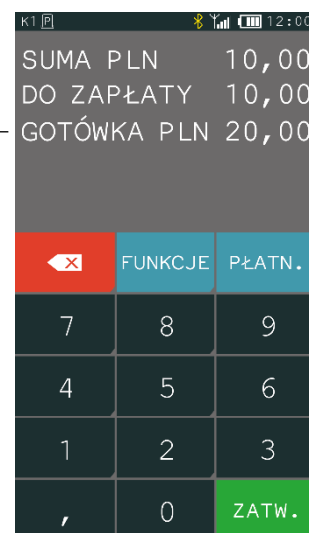 K1 P 12:00
SUMA PLN 10,00
DO ZAPŁATY 10,00
GOTÓWKA PLN 20,00
FUNKCJE PŁATN.
7 8 9
4 5 6
1 2 3
, 0 ZATW.